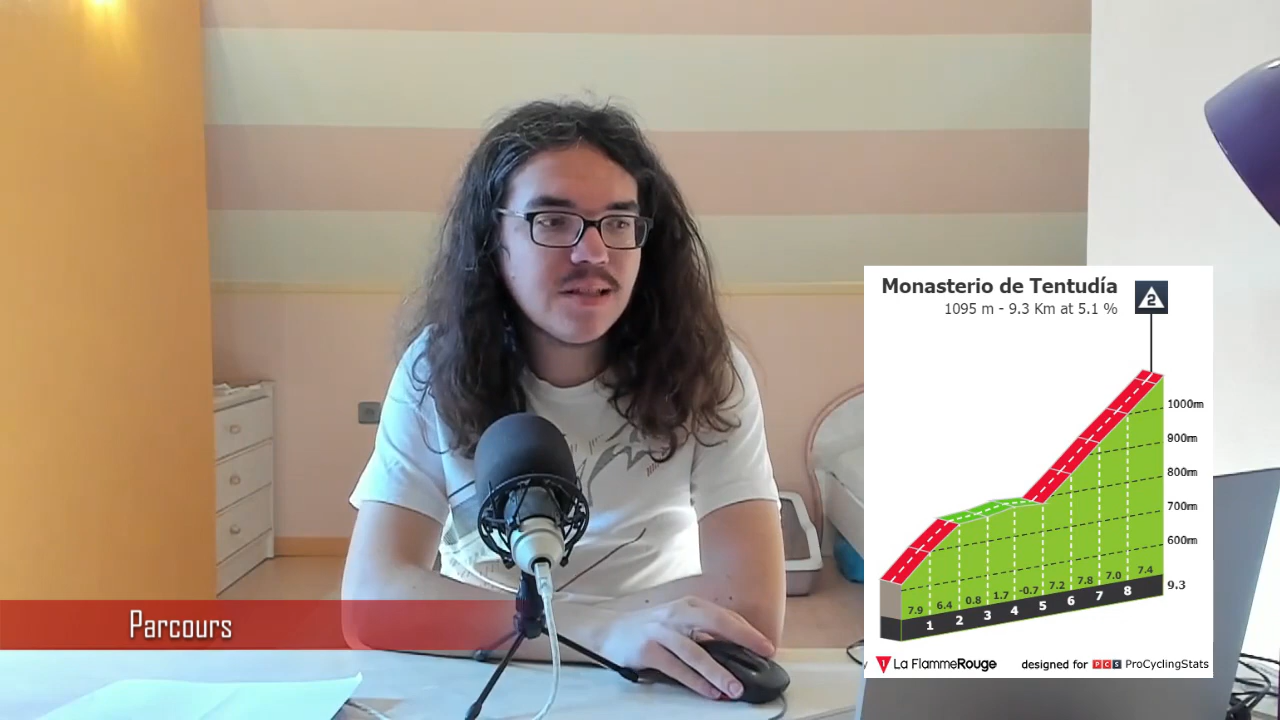 Monasterio de Tentudía
1095 m - 9.3 Km at 5.1 %
2
1000m
900m
800m
700m
600m
9.3
7.9 6.4 0.8 1.7 -0.7 7.2 7.8 7.0 7.4
1 2 3 4 5 6 7 8
Parcours
La FlammeRouge designed for PCS ProCyclingStats